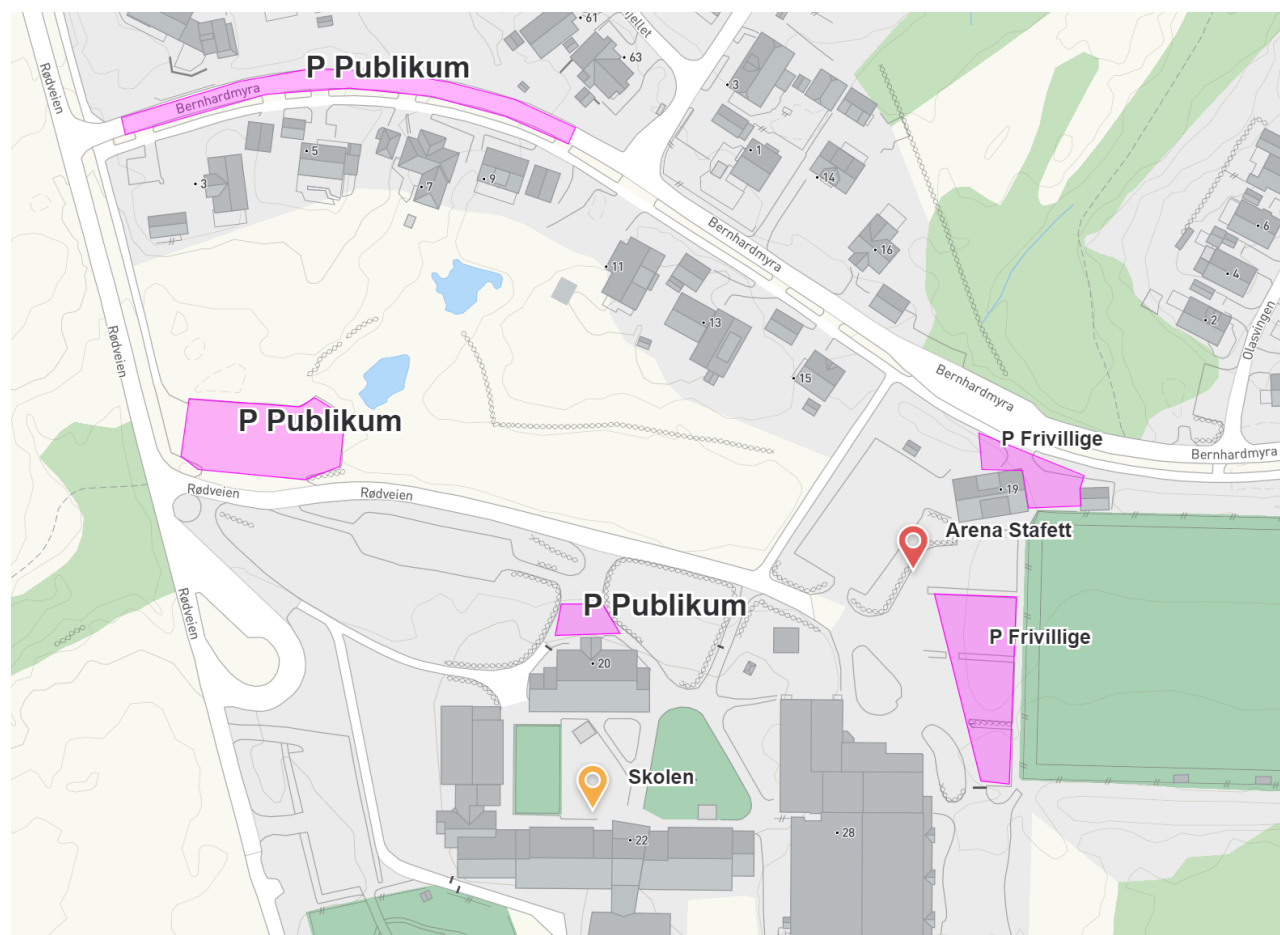 61
jellet
63
P Publikum
Rødveien
Bernhardmyra
3
5
1
3
7
9
14
Bernhardmyra
16
6
11
4
13
2
Olasvingen
Rødveien
15
Bernhardmyra
P Publikum
P Frivillige
Bernhardmyra
Rødveien
Rødveien
19
Arena Stafett
Rødveien
P Publikum
P Frivillige
20
Skolen
22
28